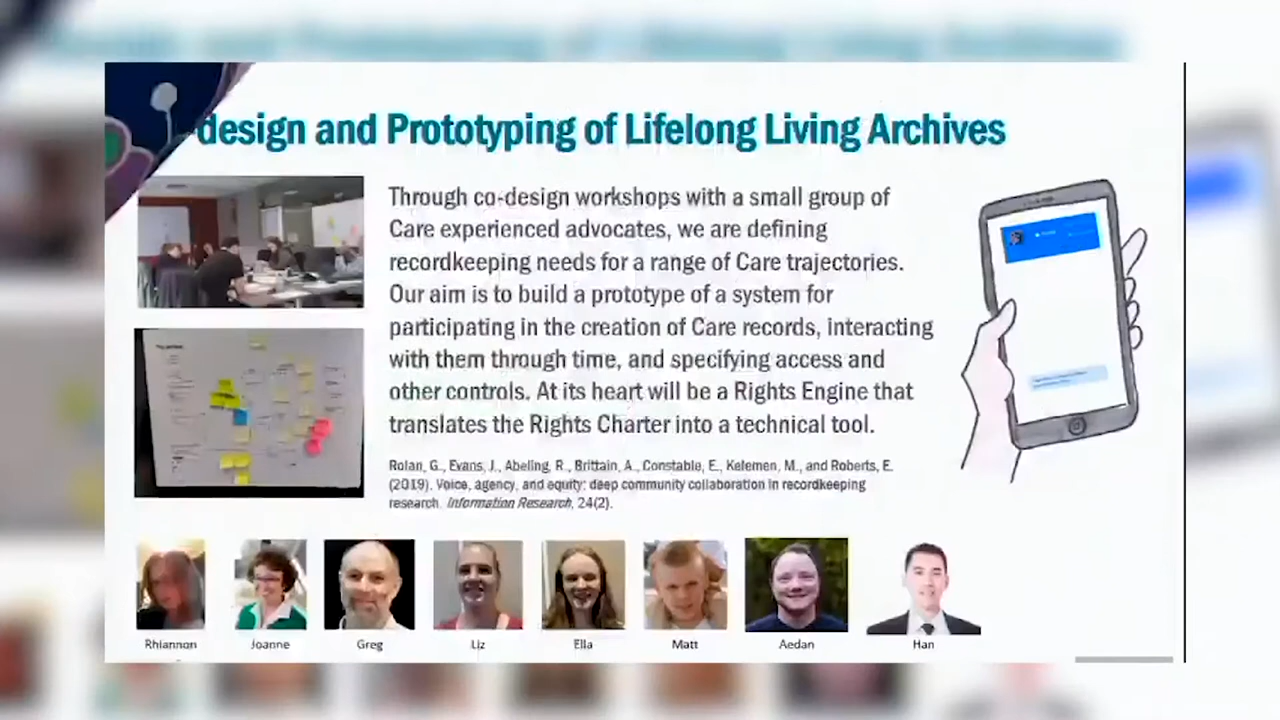 design and Prototyping of Lifelong Living Archives
Through co-design workshops with a small group of
Care experienced advocates, we are defining
recordkeeping needs for a range of Care trajectories.
Our aim is to build a prototype of a system for
participating in the creation of Care records, interacting
with them through time, and specifying access and
other controls. At its heart will be a Rights Engine that
translates the Rights Charter into a technical tool.
Rolan, G., Evans, J., Abeling, R., Brittain, A., Constable, E., Kelemen, M., and Roberts, E.
(2019). Voice, agency, and equity: deep community collaboration in recordkeeping
research. Information Research, 24(2).
Rhiannon
Joanne
Greg
Liz
Ella
Matt
Aedan
Han